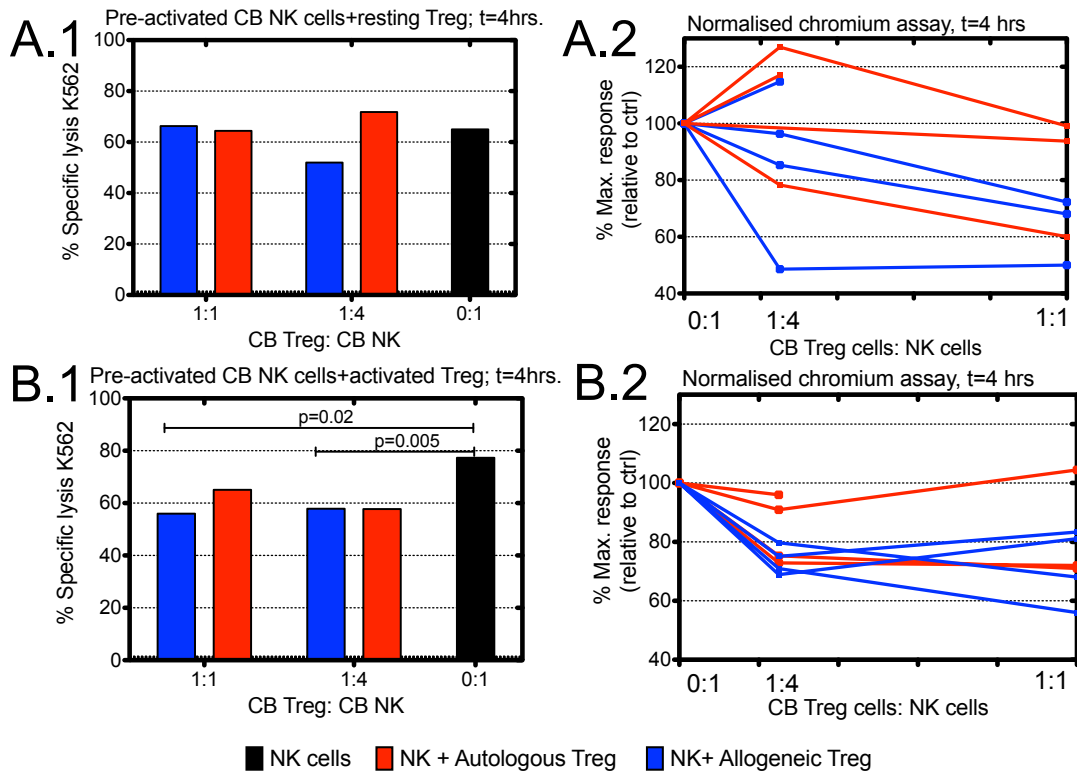 A.1
Pre-activated CB NK cells+resting Treg; t=4hrs.
% Specific lysis K562
100
80
60
40
20
0
1:1
1:4
0:1
CB Treg: CB NK
A.2
Normalised chromium assay, t=4 hrs
% Max. response
(relative to ctrl)
120
100
80
60
40
0:1
1:4
1:1
CB Treg cells: NK cells
B.1
Pre-activated CB NK cells+activated Treg; t=4hrs.
% Specific lysis K562
100
80
60
40
20
0
p=0.02
p=0.005
1:1
1:4
0:1
CB Treg: CB NK
B.2
Normalised chromium assay, t=4 hrs
% Max. response
(relative to ctrl)
120
100
80
60
40
0:1
1:4
1:1
CB Treg cells: NK cells
NK cells
NK + Autologous Treg
NK+ Allogeneic Treg